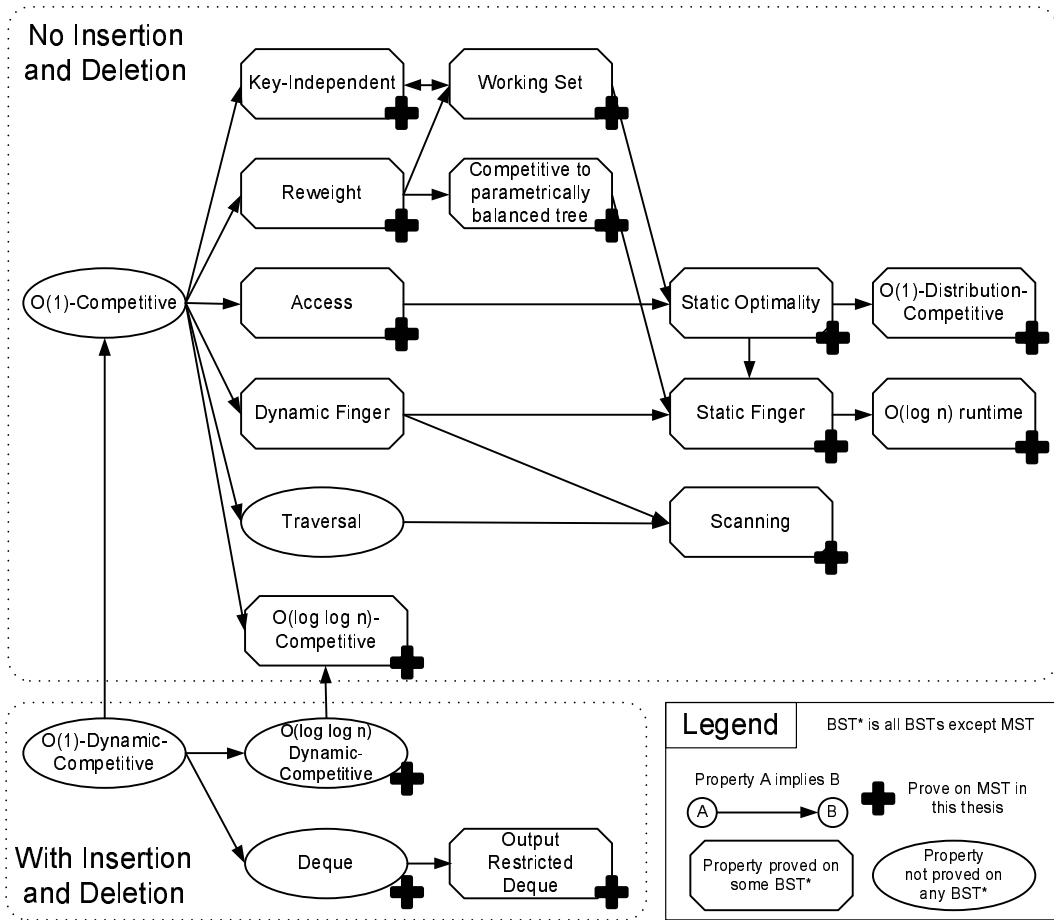 No Insertion
and Deletion
Key-Independent
Working Set
Reweight
Competitive to
parametrically
balanced tree
O(1)-Competitive
Access
Static Optimality
O(1)-Distribution-
Competitive
Dynamic Finger
Static Finger
O(log n) runtime
Traversal
Scanning
O(log log n)-
Competitive
O(1)-Dynamic-
Competitive
O(log log n)
Dynamic-
Competitive
Deque
Output
Restricted
Deque
With Insertion
and Deletion
Legend
BST* is all BSTs except MST
Property A implies B
A
B
Prove on MST in
this thesis
Property proved on
some BST*
Property
not proved on
any BST*